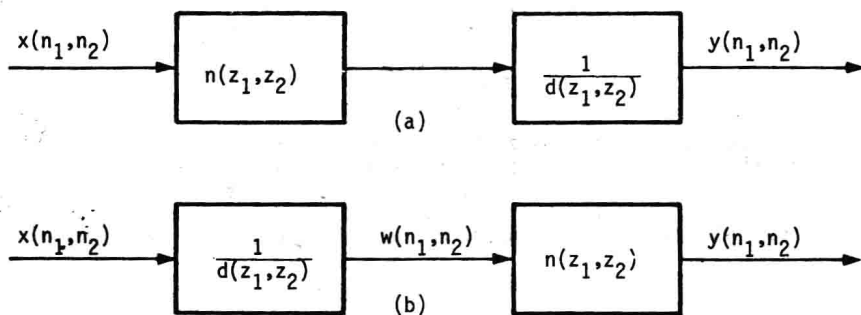 x(n₁,n₂)
n(z₁,z₂)
1
d(z₁,z₂)
y(n₁,n₂)
(a)
x(n₁,n₂)
1
d(z₁,z₂)
w(n₁,n₂)
n(z₁,z₂)
y(n₁,n₂)
(b)